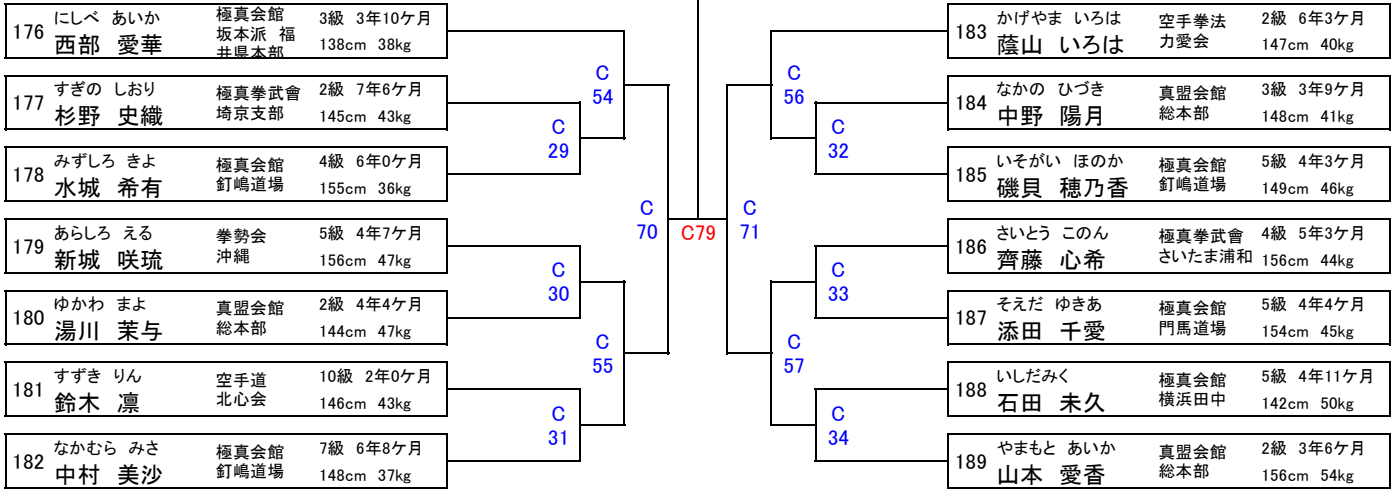 176
にしべ あいか
西部 愛華
極真会館
坂本派 福
井県本部
3級 3年10ケ月
138cm 38kg
177
すぎの しおり
杉野 史織
極真拳武會
埼京支部
2級 7年6ケ月
145cm 43kg
178
みずしろ きよ
水城 希有
極真会館
釘嶋道場
4級 6年0ケ月
155cm 36kg
179
あらしろ える
新城 咲琉
拳勢会
沖縄
5級 4年7ケ月
156cm 47kg
180
ゆかわ まよ
湯川 茉与
真盟会館
総本部
2級 4年4ケ月
144cm 47kg
181
すずき りん
鈴木 凛
空手道
北心会
10級 2年0ケ月
146cm 43kg
182
なかむら みさ
中村 美沙
極真会館
釘嶋道場
7級 6年8ケ月
148cm 37kg
C
54
C
29
C
30
C
55
C
31
C
70
C79
C
71
C
56
C
32
C
33
C
57
C
34
183
かげやま いろは
蔭山 いろは
空手拳法
力愛会
2級 6年3ケ月
147cm 40kg
184
なかの ひづき
中野 陽月
真盟会館
総本部
3級 3年9ケ月
148cm 41kg
185
いそがい ほのか
磯貝 穂乃香
極真会館
釘嶋道場
5級 4年3ケ月
149cm 46kg
186
さいとう このん
齊藤 心希
極真拳武會
さいたま浦和
4級 5年3ケ月
156cm 44kg
187
そえだ ゆきあ
添田 千愛
極真会館
門馬道場
5級 4年4ケ月
154cm 45kg
188
いしだみく
石田 未久
極真会館
横浜田中
5級 4年11ケ月
142cm 50kg
189
やまもと あいか
山本 愛香
真盟会館
総本部
2級 3年6ケ月
156cm 54kg